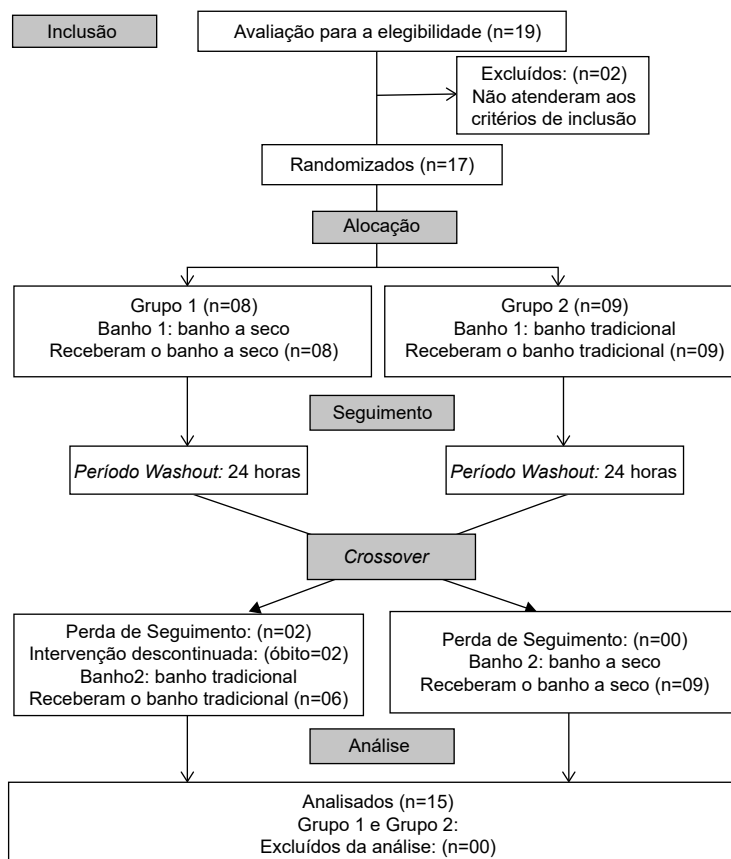 Inclusão
Avaliação para a elegibilidade (n=19)
Excluídos: (n=02)
Não atenderam aos
critérios de inclusão
Randomizados (n=17)
Alocação
Grupo 1 (n=08)
Banho 1: banho a seco
Receberam o banho a seco (n=08)
Grupo 2 (n=09)
Banho 1: banho tradicional
Receberam o banho tradicional (n=09)
Seguimento
Período Washout: 24 horas
Período Washout: 24 horas
Crossover
Perda de Seguimento: (n=02)
Intervenção descontinuada: (óbito=02)
Banho2: banho tradicional
Receberam o banho tradicional (n=06)
Perda de Seguimento: (n=00)
Banho 2: banho a seco
Receberam o banho a seco (n=09)
Análise
Analisados (n=15)
Grupo 1 e Grupo 2:
Excluídos da análise: (n=00)